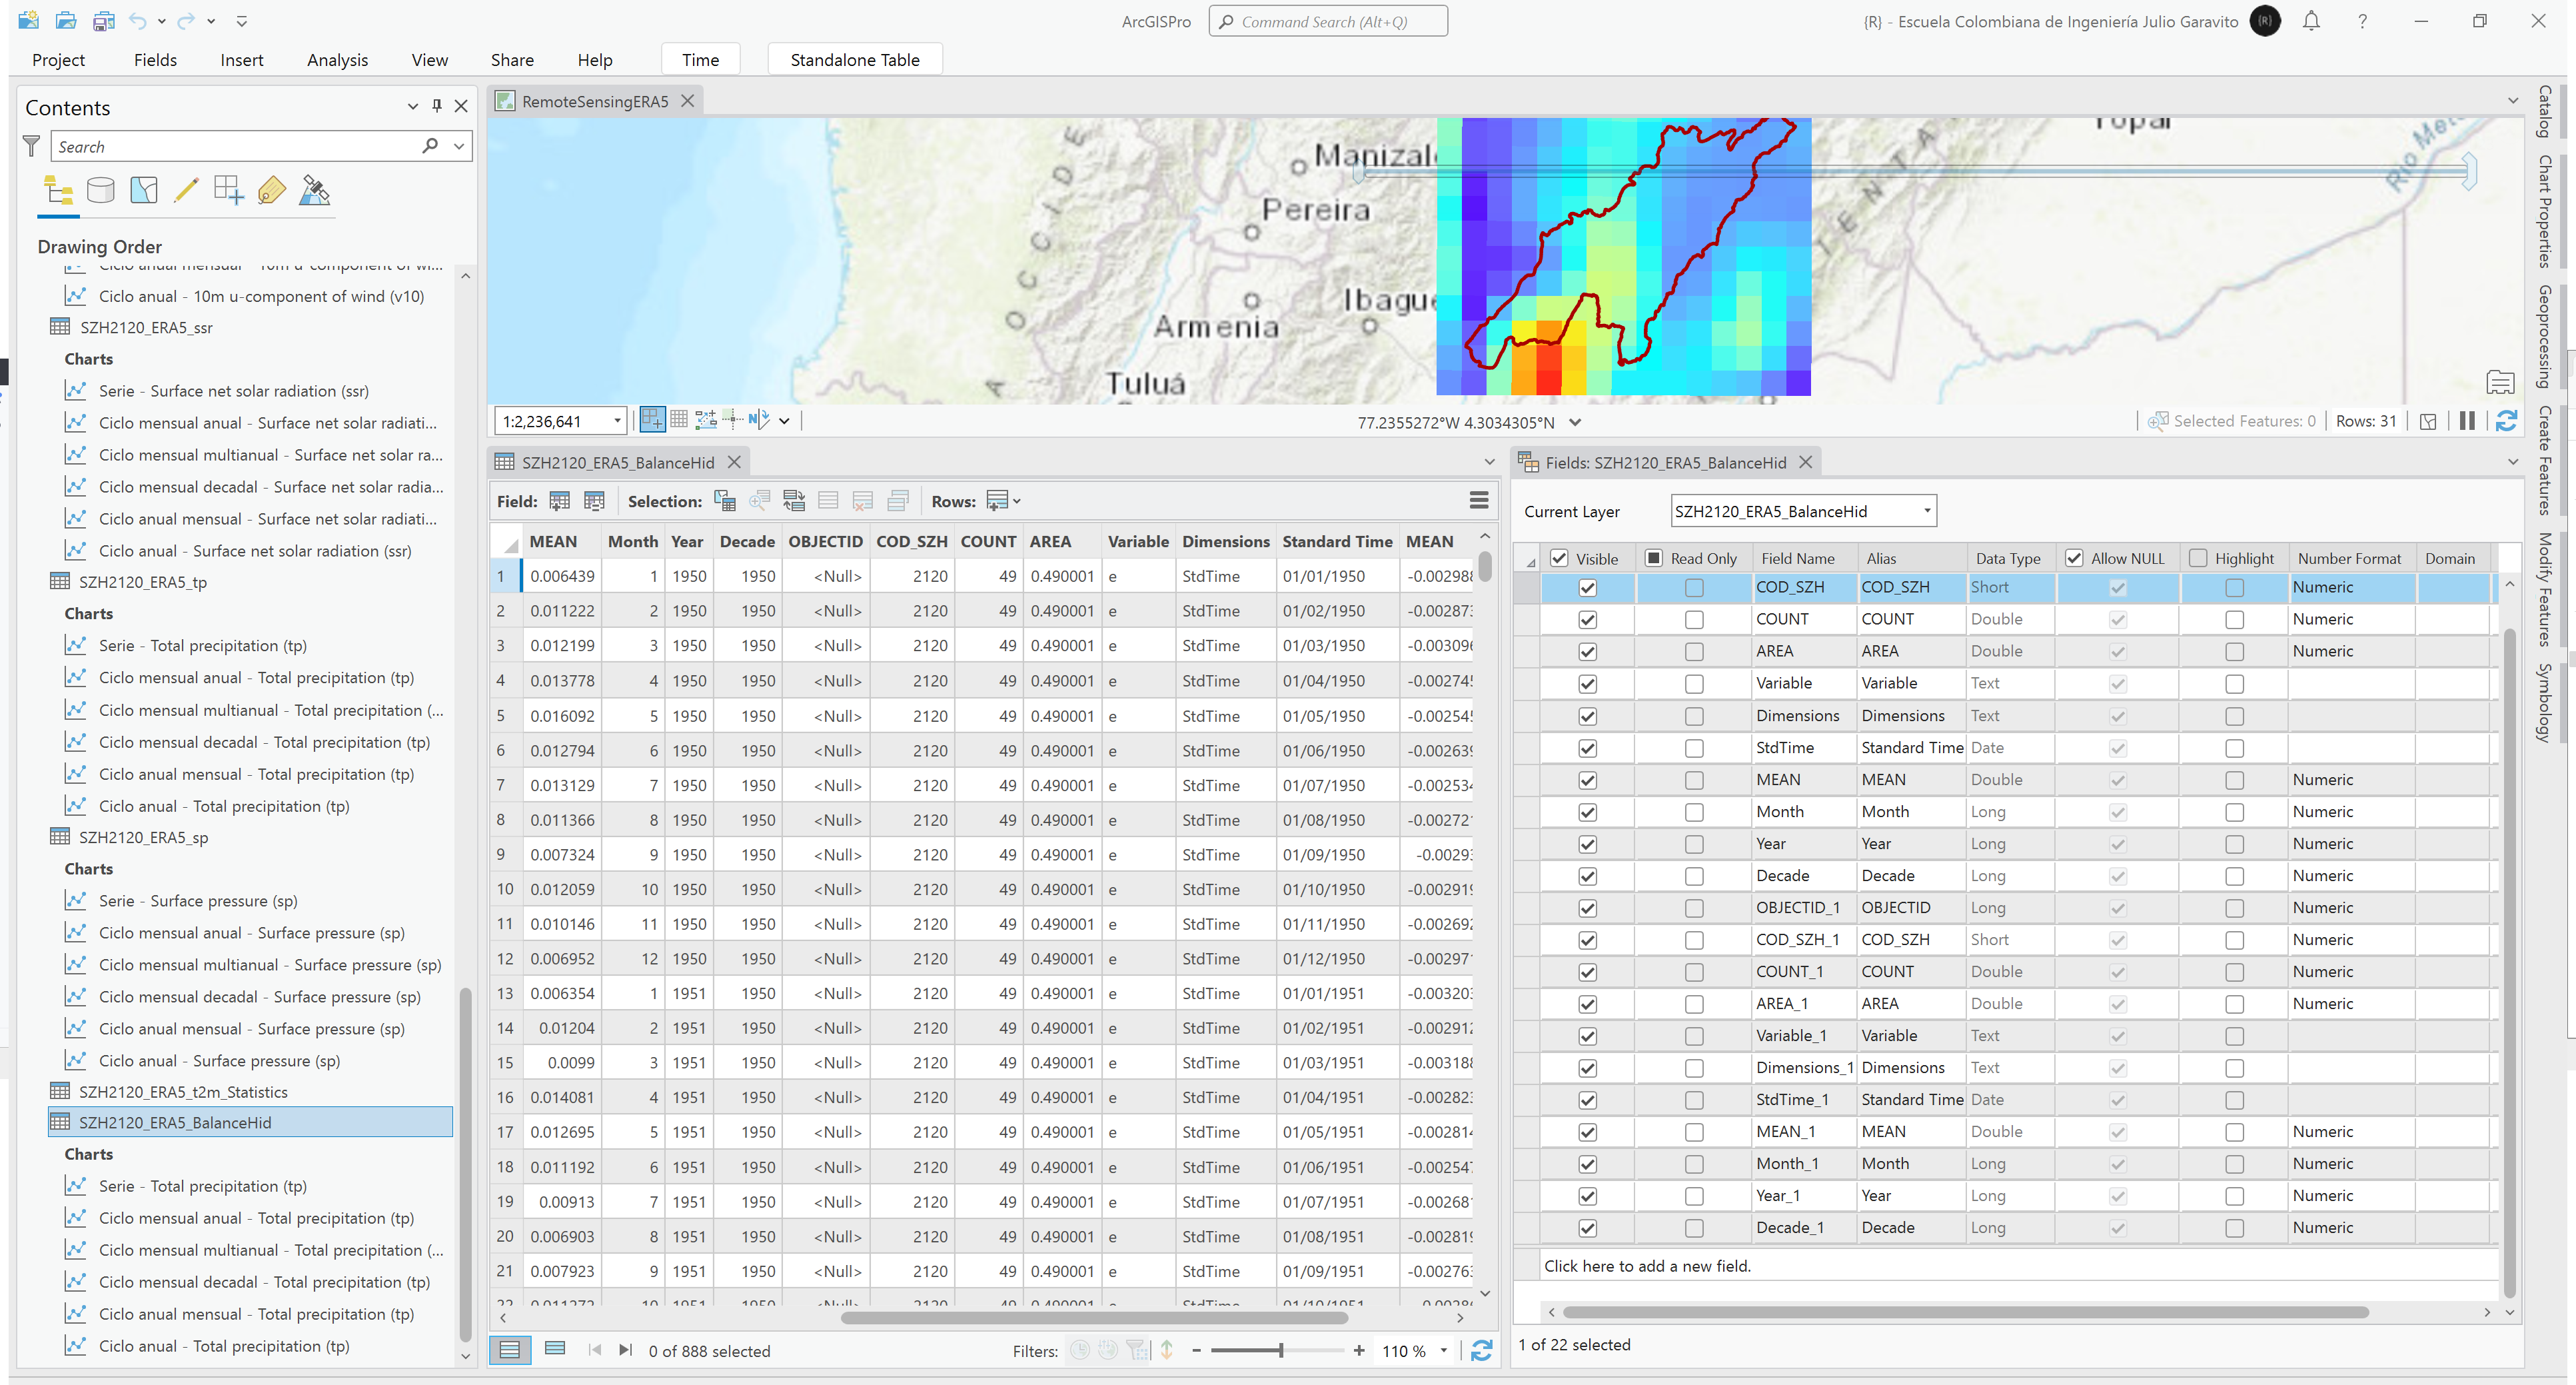 ArcGISPro
Command Search (Alt+Q)
{R} - Escuela Colombiana de Ingeniería Julio Garavito
{R}
Project
Fields
Insert
Analysis
View
Share
Help
Time
Standalone Table
Contents
Search
Drawing Order
Ciclo anual mensual - 10m u-component of wi...
Ciclo anual - 10m u-component of wind (v10)
SZH2120_ERA5_ssr
Charts
Serie - Surface net solar radiation (ssr)
Ciclo mensual anual - Surface net solar radiati...
Ciclo mensual multianual - Surface net solar ra...
Ciclo mensual decadal - Surface net solar radia...
Ciclo anual mensual - Surface net solar radiati...
Ciclo anual - Surface net solar radiation (ssr)
SZH2120_ERA5_tp
Charts
Serie - Total precipitation (tp)
Ciclo mensual anual - Total precipitation (tp)
Ciclo mensual multianual - Total precipitation (...
Ciclo mensual decadal - Total precipitation (tp)
Ciclo anual mensual - Total precipitation (tp)
Ciclo anual - Total precipitation (tp)
SZH2120_ERA5_sp
Charts
Serie - Surface pressure (sp)
Ciclo mensual anual - Surface pressure (sp)
Ciclo mensual multianual - Surface pressure (sp)
Ciclo mensual decadal - Surface pressure (sp)
Ciclo anual mensual - Surface pressure (sp)
Ciclo anual - Surface pressure (sp)
SZH2120_ERA5_t2m_Statistics
SZH2120_ERA5_BalanceHid
Charts
Serie - Total precipitation (tp)
Ciclo mensual anual - Total precipitation (tp)
Ciclo mensual multianual - Total precipitation (...
Ciclo mensual decadal - Total precipitation (tp)
Ciclo anual mensual - Total precipitation (tp)
Ciclo anual - Total precipitation (tp)
RemoteSensingERA5
Manizal
Pereira
Ibagu
Armenia
Tuluá
Yopal
Río Met
O C C I D E
E N T A
1:2,236,641
77.2355272°W 4.3034305°N
Selected Features: 0
Rows: 31
SZH2120_ERA5_BalanceHid
Field:
Selection:
Rows:
MEAN Month Year Decade OBJECTID COD_SZH COUNT AREA Variable Dimensions Standard Time MEAN
1 0.006439 1 1950 1950 <Null> 2120 49 0.490001 e StdTime 01/01/1950 -0.002988
2 0.011222 2 1950 1950 <Null> 2120 49 0.490001 e StdTime 01/02/1950 -0.002873
3 0.012199 3 1950 1950 <Null> 2120 49 0.490001 e StdTime 01/03/1950 -0.003096
4 0.013778 4 1950 1950 <Null> 2120 49 0.490001 e StdTime 01/04/1950 -0.002745
5 0.016092 5 1950 1950 <Null> 2120 49 0.490001 e StdTime 01/05/1950 -0.002545
6 0.012794 6 1950 1950 <Null> 2120 49 0.490001 e StdTime 01/06/1950 -0.002639
7 0.013129 7 1950 1950 <Null> 2120 49 0.490001 e StdTime 01/07/1950 -0.002534
8 0.011366 8 1950 1950 <Null> 2120 49 0.490001 e StdTime 01/08/1950 -0.002721
9 0.007324 9 1950 1950 <Null> 2120 49 0.490001 e StdTime 01/09/1950 -0.00293
10 0.012059 10 1950 1950 <Null> 2120 49 0.490001 e StdTime 01/10/1950 -0.002919
11 0.010146 11 1950 1950 <Null> 2120 49 0.490001 e StdTime 01/11/1950 -0.002692
12 0.006952 12 1950 1950 <Null> 2120 49 0.490001 e StdTime 01/12/1950 -0.002971
13 0.006354 1 1951 1950 <Null> 2120 49 0.490001 e StdTime 01/01/1951 -0.003203
14 0.01204 2 1951 1950 <Null> 2120 49 0.490001 e StdTime 01/02/1951 -0.002912
15 0.0099 3 1951 1950 <Null> 2120 49 0.490001 e StdTime 01/03/1951 -0.003188
16 0.014081 4 1951 1950 <Null> 2120 49 0.490001 e StdTime 01/04/1951 -0.002823
17 0.012695 5 1951 1950 <Null> 2120 49 0.490001 e StdTime 01/05/1951 -0.002814
18 0.011192 6 1951 1950 <Null> 2120 49 0.490001 e StdTime 01/06/1951 -0.002547
19 0.00913 7 1951 1950 <Null> 2120 49 0.490001 e StdTime 01/07/1951 -0.002681
20 0.006903 8 1951 1950 <Null> 2120 49 0.490001 e StdTime 01/08/1951 -0.002819
21 0.007923 9 1951 1950 <Null> 2120 49 0.490001 e StdTime 01/09/1951 -0.002763
0 of 888 selected
Filters:
110 %
Fields: SZH2120_ERA5_BalanceHid
Current Layer
SZH2120_ERA5_BalanceHid
Visible Read Only Field Name Alias Data Type Allow NULL Highlight Number Format Domain
COD_SZH COD_SZH Short Numeric
COUNT COUNT Double Numeric
AREA AREA Double Numeric
Variable Variable Text
Dimensions Dimensions Text
StdTime Standard Time Date
MEAN MEAN Double Numeric
Month Month Long Numeric
Year Year Long Numeric
Decade Decade Long Numeric
OBJECTID_1 OBJECTID Long Numeric
COD_SZH_1 COD_SZH Short Numeric
COUNT_1 COUNT Double Numeric
AREA_1 AREA Double Numeric
Variable_1 Variable Text
Dimensions_1 Dimensions Text
StdTime_1 Standard Time Date
MEAN_1 MEAN Double Numeric
Month_1 Month Long Numeric
Year_1 Year Long Numeric
Decade_1 Decade Long Numeric
Click here to add a new field.
1 of 22 selected
Catalog
Chart Properties
Geoprocessing
Create Features
Modify Features
Symbology